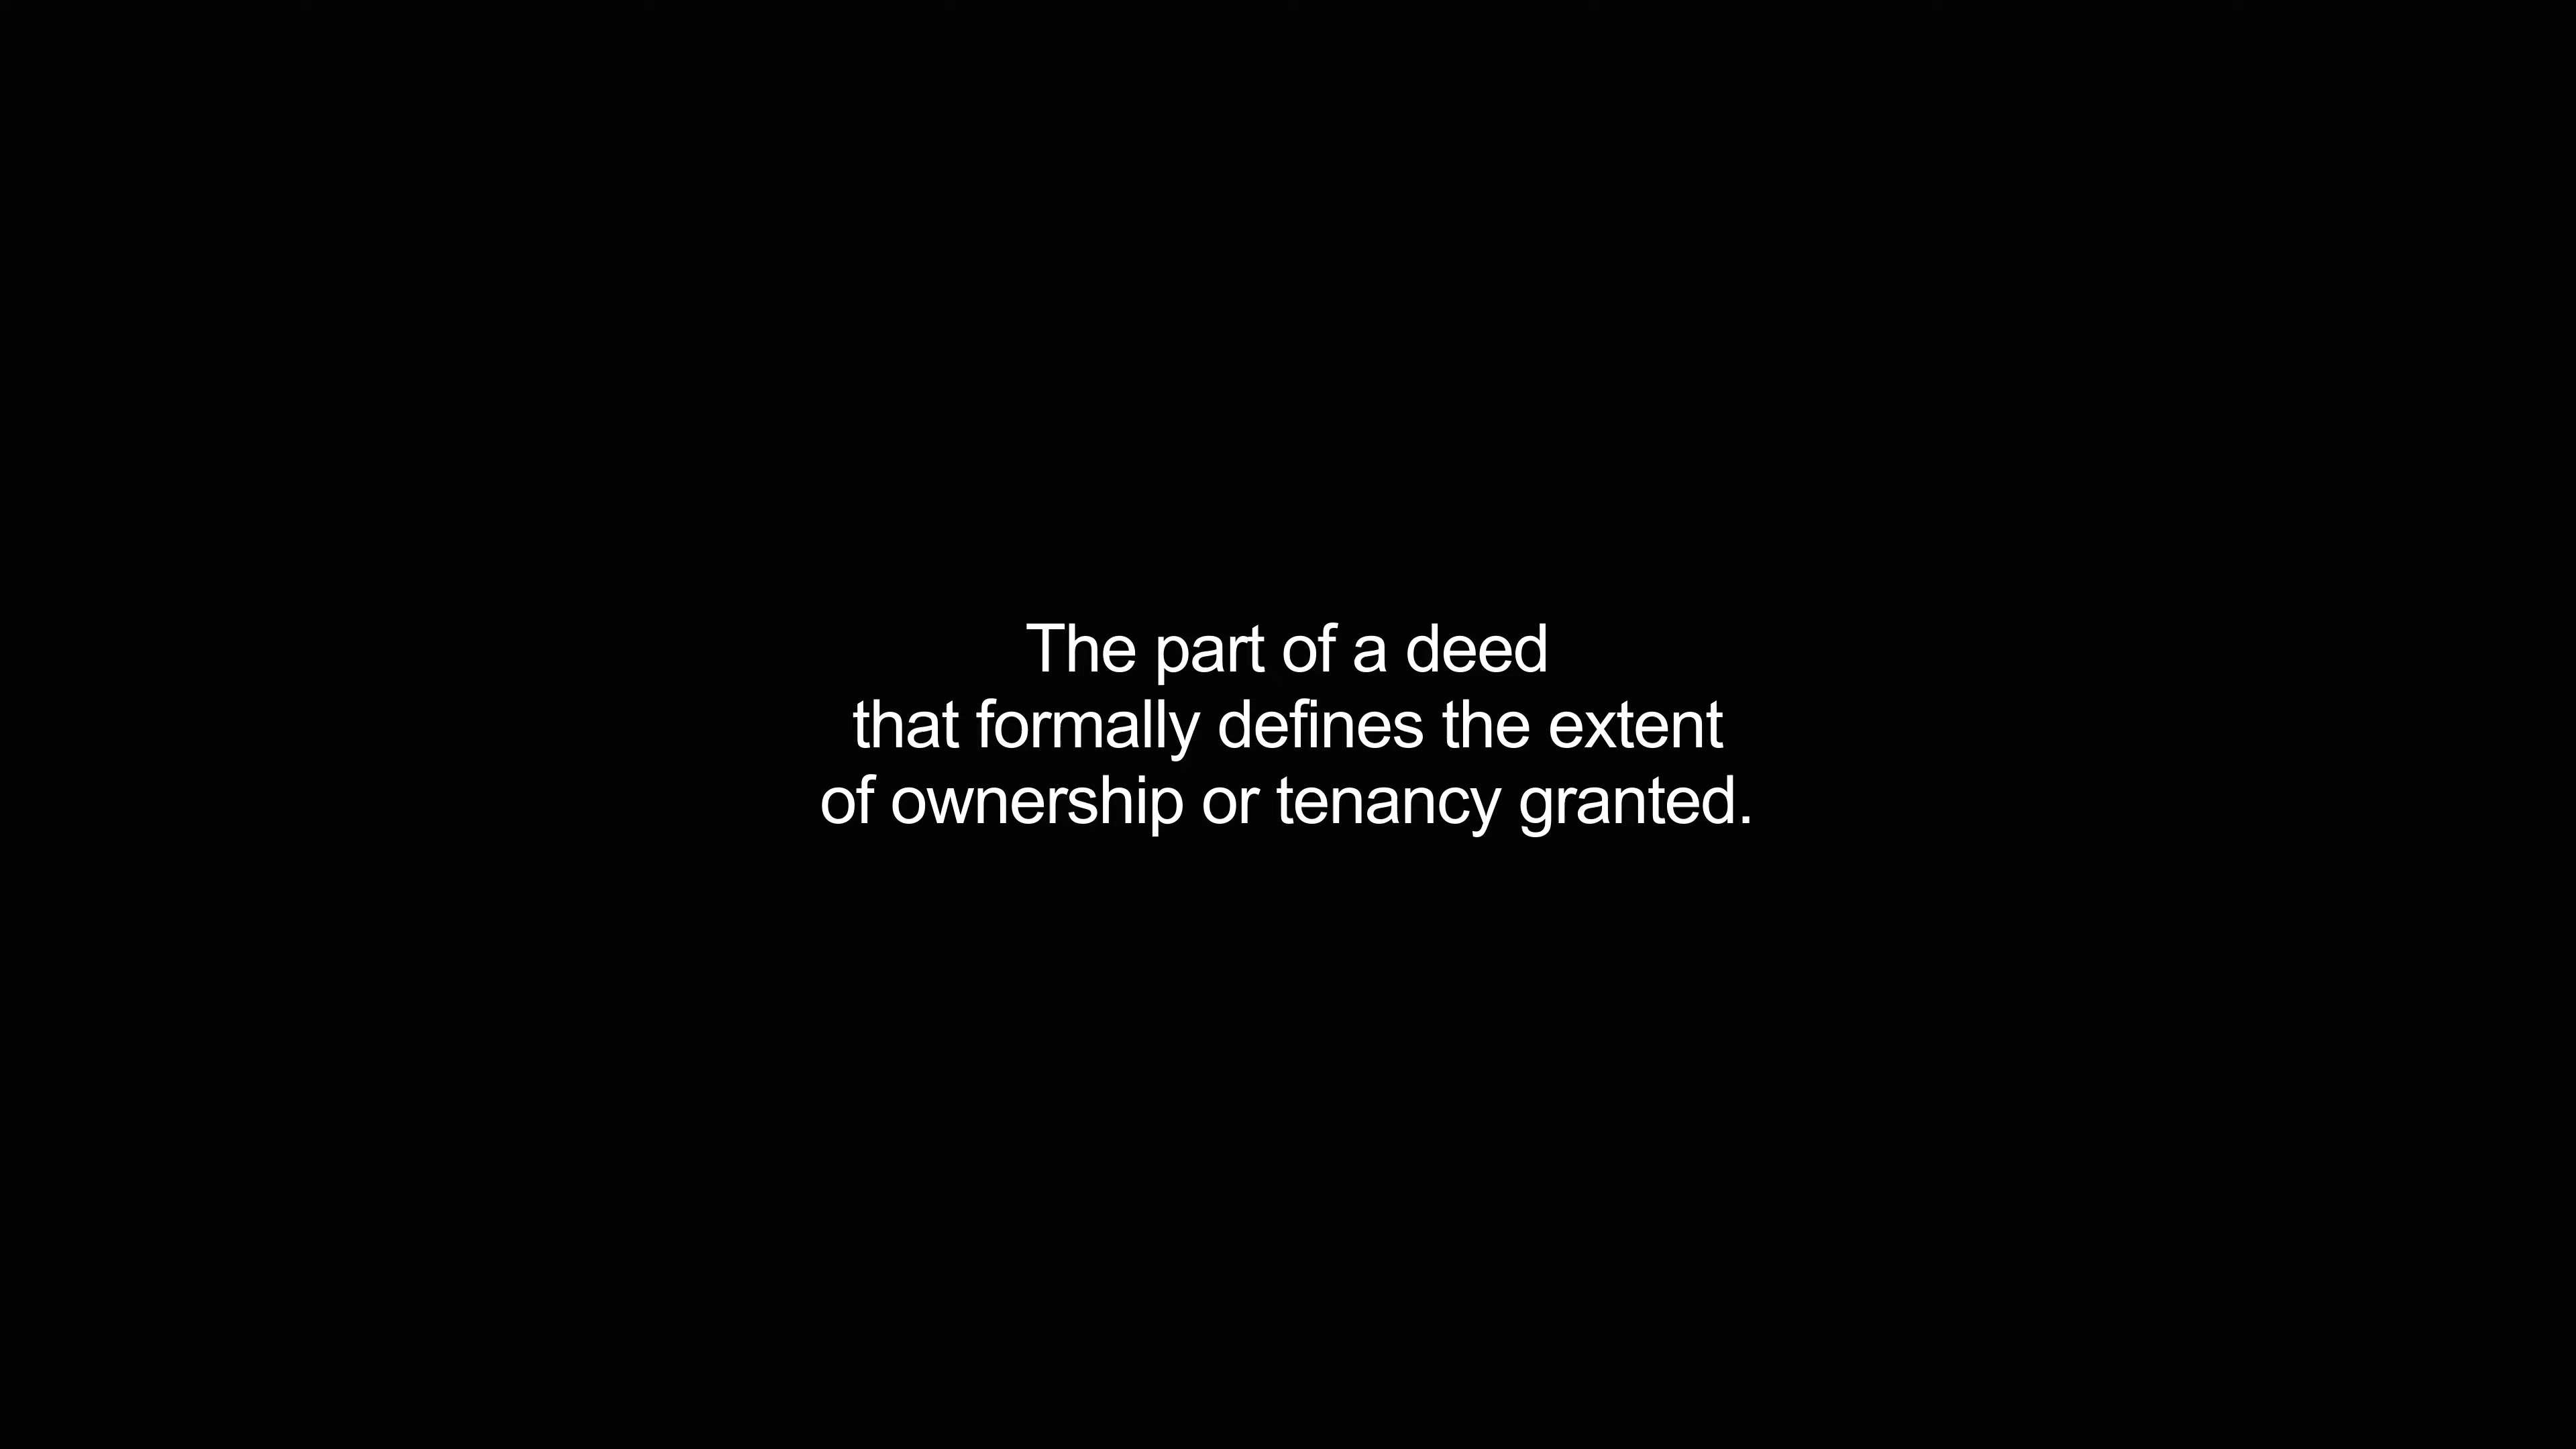 The part of a deed
that formally defines the extent
of ownership or tenancy granted.